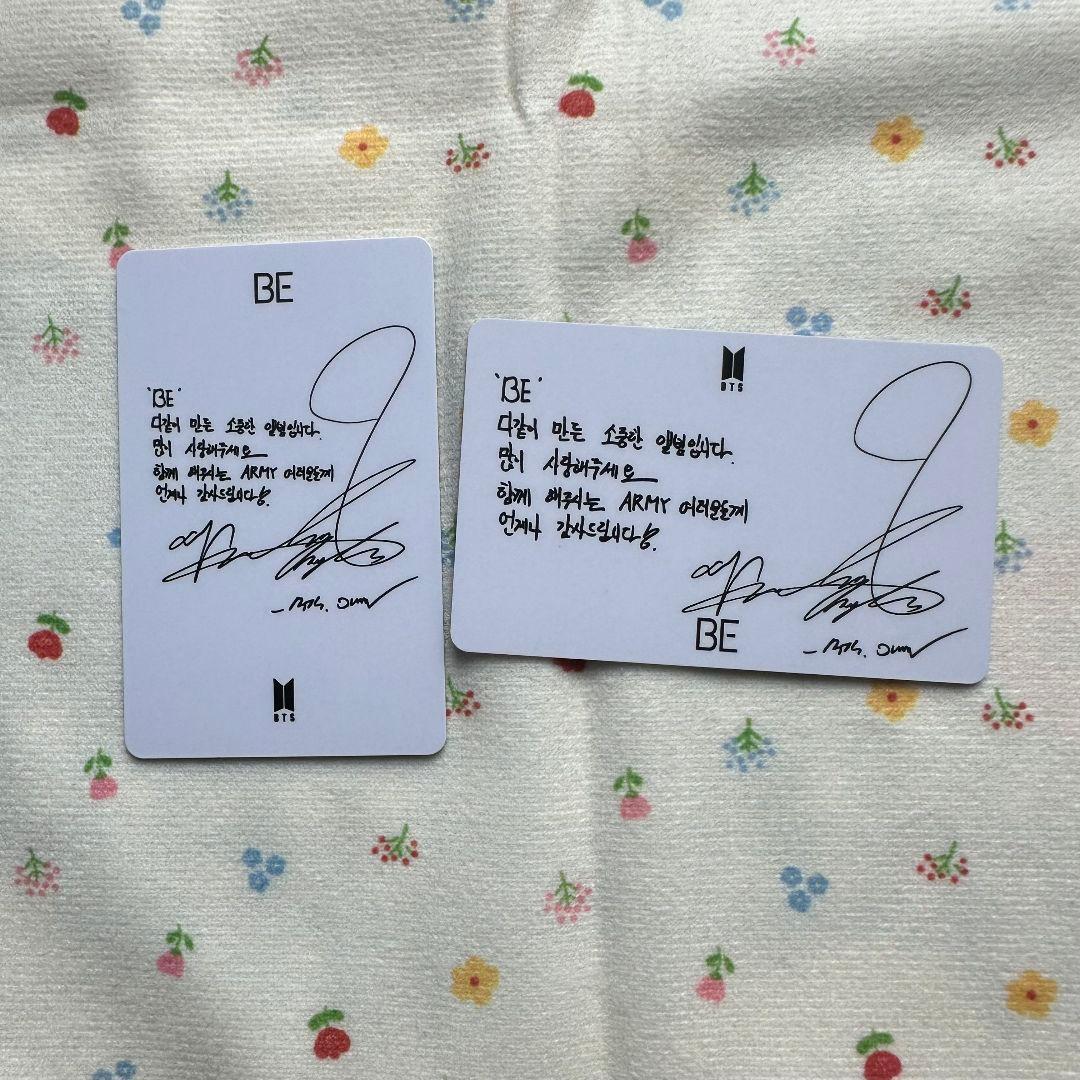 BE
'BE'
다같이 만든 소중한 앨범입니다.
많이 사랑해주세요
함께 해주시는 ARMY 여러분들께
언제나 감사드립니다!
BTS
BTS
'BE'
다같이 만든 소중한 앨범입니다.
많이 사랑해주세요
함께 해주시는 ARMY 여러분들께
언제나 감사드립니다!
BE